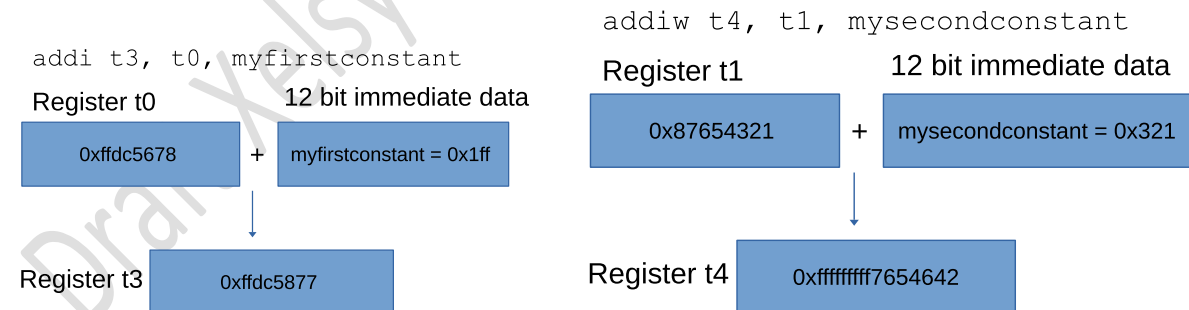 addi t3, t0, myfirstconstant
Register t0
12 bit immediate data
0xffdc5678
+
myfirstconstant = 0x1ff
Register t3
0xffdc5877
addiw t4, t1, mysecondconstant
Register t1
12 bit immediate data
0x87654321
+
mysecondconstant = 0x321
Register t4
0xfffffffff7654642